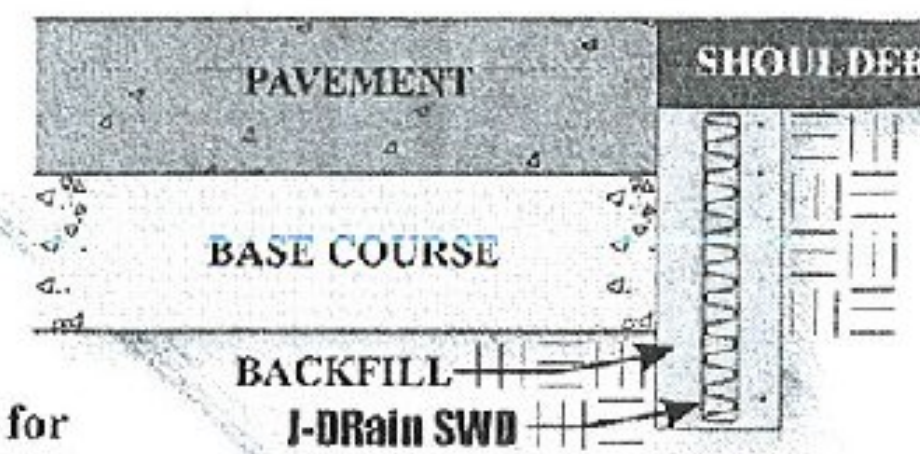 PAVEMENT
SHOULDER
BASE COURSE
BACKFILL
for
J-DRain SWD